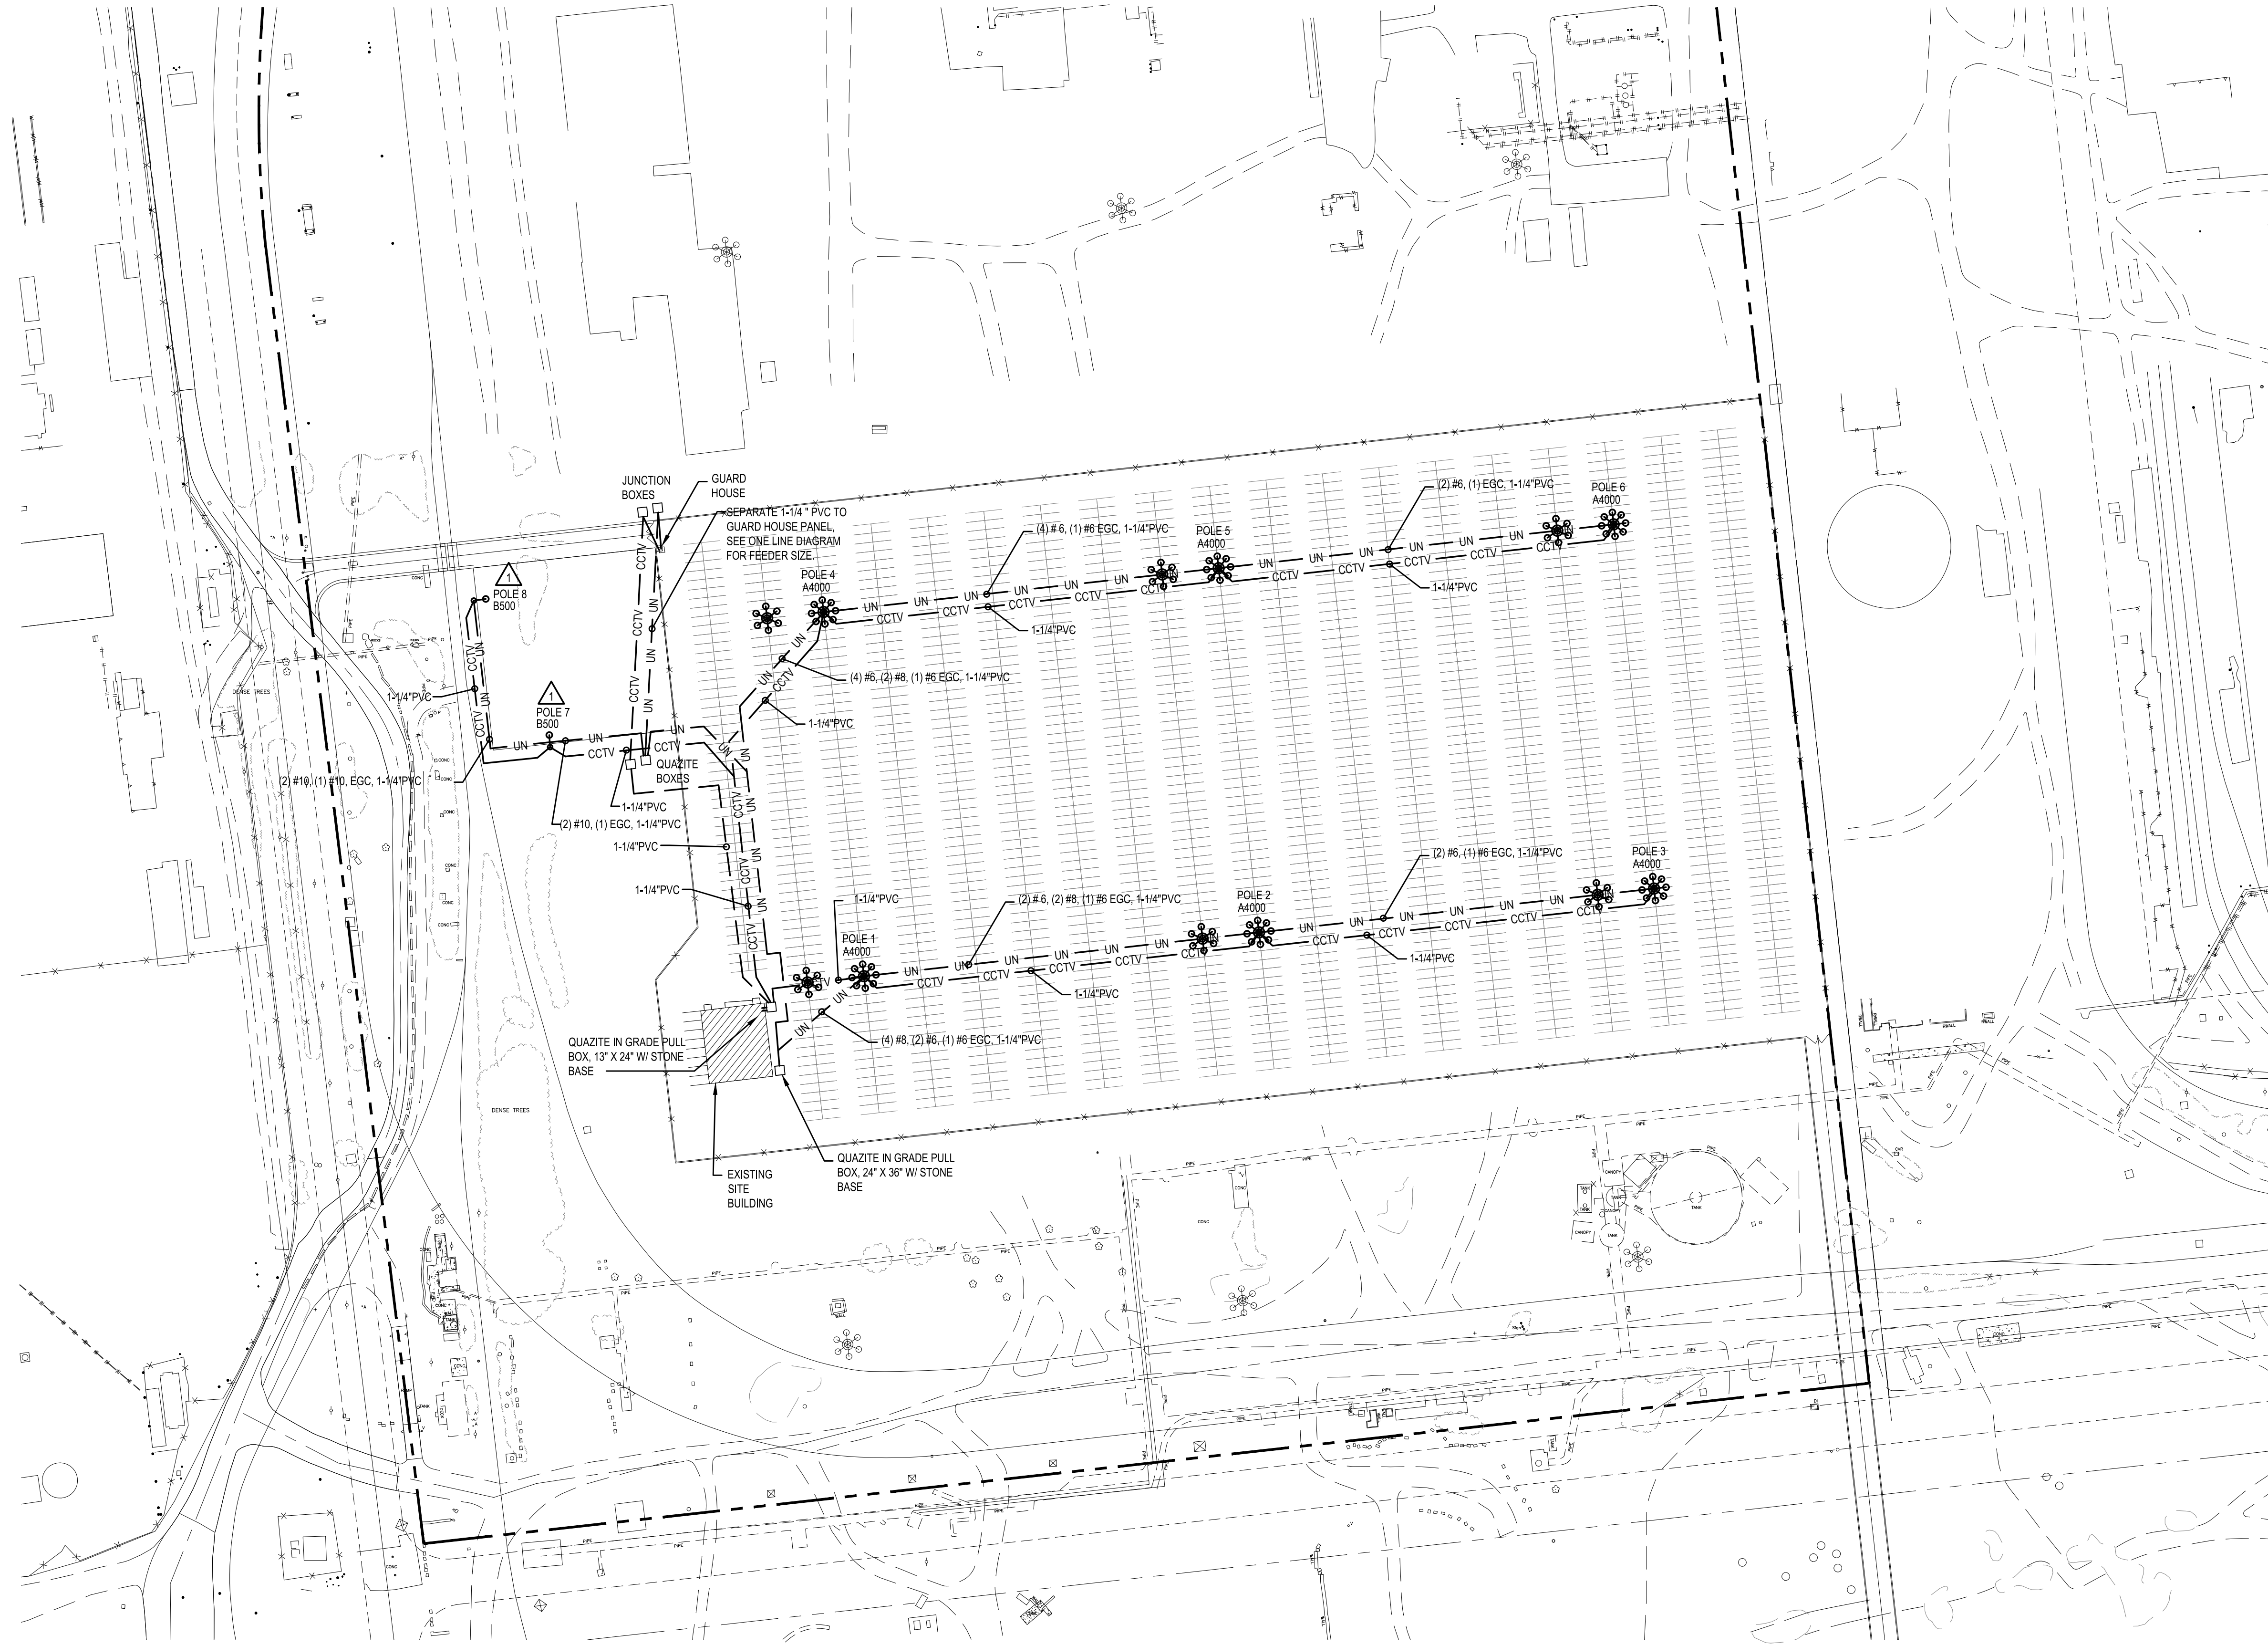 JUNCTION
BOXES
GUARD
HOUSE
SEPARATE 1-1/4 " PVC TO
GUARD HOUSE PANEL,
SEE ONE LINE DIAGRAM
FOR FEEDER SIZE.
(2) #6, (1) EGC, 1-1/4"PVC
POLE 6
A4000
(4) # 6, (1) #6 EGC, 1-1/4"PVC
POLE 5
A4000
POLE 4
A4000
1-1/4"PVC
1-1/4"PVC
1
POLE 8
B500
(4) #6, (2) #8, (1) #6 EGC, 1-1/4"PVC
1-1/4"PVC
1-1/4"PVC
1
POLE 7
B500
UN
CCTV
QUAZITE
BOXES
(2) #10, (1) #10, EGC, 1-1/4"PVC
1-1/4"PVC
(2) #10, (1) EGC, 1-1/4"PVC
1-1/4"PVC
1-1/4"PVC
1-1/4"PVC
(2) # 6, (2) #8, (1) #6 EGC, 1-1/4"PVC
(2) #6, (1) #6 EGC, 1-1/4"PVC
POLE 3
A4000
POLE 2
A4000
POLE 1
A4000
1-1/4"PVC
1-1/4"PVC
(4) #8, (2) #6, (1) #6 EGC, 1-1/4"PVC
QUAZITE IN GRADE PULL
BOX, 13" X 24" W/ STONE
BASE
EXISTING
SITE
BUILDING
QUAZITE IN GRADE PULL
BOX, 24" X 36" W/ STONE
BASE
DENSE TREES
DENSE TREES
CONC
PIPE
TANK
CANOPY
RWALL
Sign